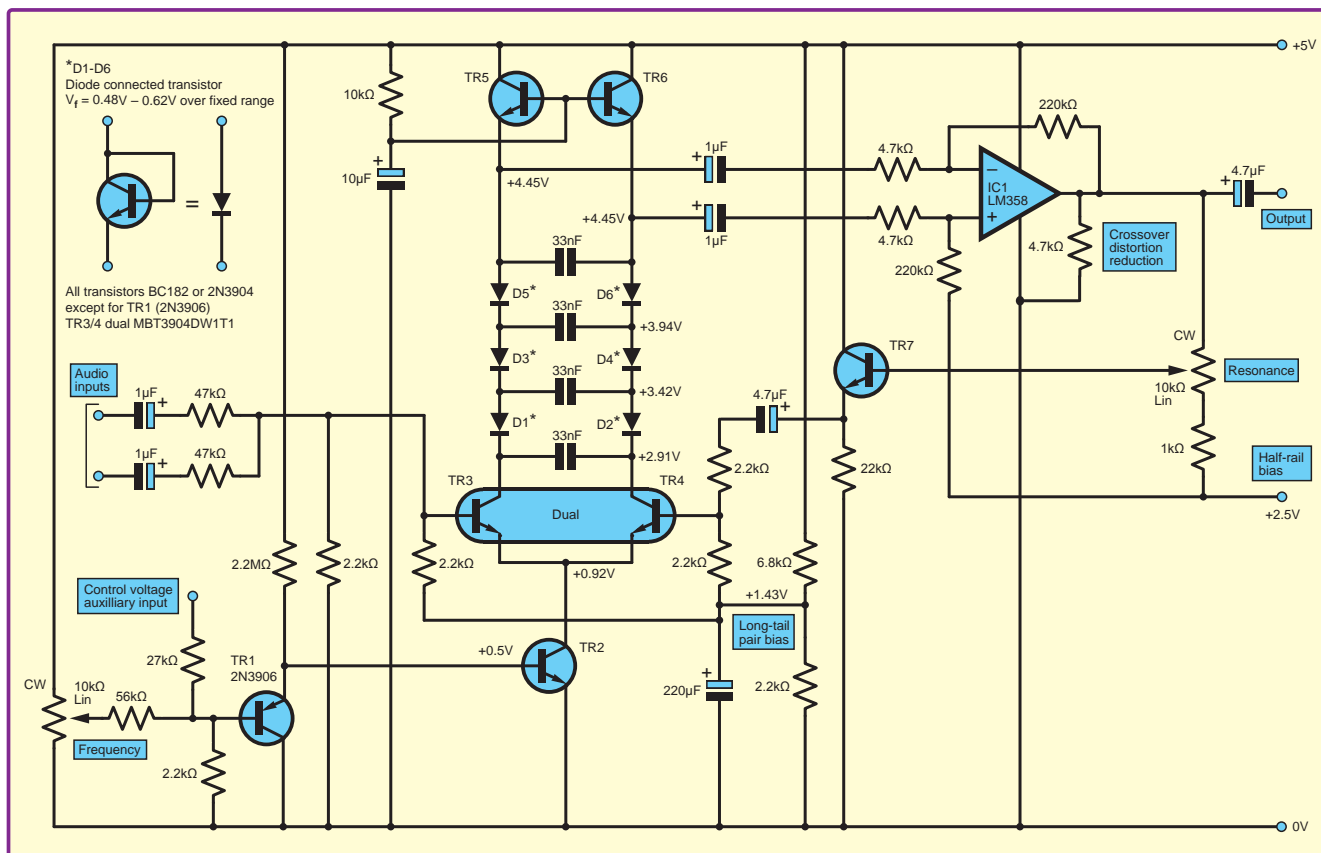 *D1-D6
Diode connected transistor
Vf = 0.48V – 0.62V over fixed range
=
All transistors BC182 or 2N3904
except for TR1 (2N3906)
TR3/4 dual MBT3904DW1T1
+5V
TR5
TR6
10kΩ
+
10µF
+4.45V
+4.45V
1µF
+
+
1µF
4.7kΩ
4.7kΩ
220kΩ
–
IC1
LM358
+
4.7µF
+
Output
220kΩ
4.7kΩ
Crossover
distortion
reduction
33nF
D5*
D6*
33nF
+3.94V
D3*
D4*
33nF
+3.42V
D1*
D2*
33nF
+2.91V
TR7
CW
Resonance
10kΩ
Lin
1kΩ
Half-rail
bias
+2.5V
Audio
inputs
1µF
+
47kΩ
1µF
+
47kΩ
4.7µF
+
2.2kΩ
22kΩ
TR3
TR4
Dual
2.2MΩ
2.2kΩ
2.2kΩ
+0.92V
2.2kΩ
6.8kΩ
+1.43V
Long-tail
pair bias
Control voltage
auxilliary input
27kΩ
TR1
2N3906
+0.5V
TR2
+
220µF
2.2kΩ
CW
10kΩ
Lin
56kΩ
Frequency
2.2kΩ
0V